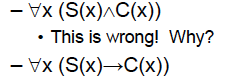 – ∀x (S(x)∧C(x))
• This is wrong!  Why?
– ∀x (S(x)→C(x))